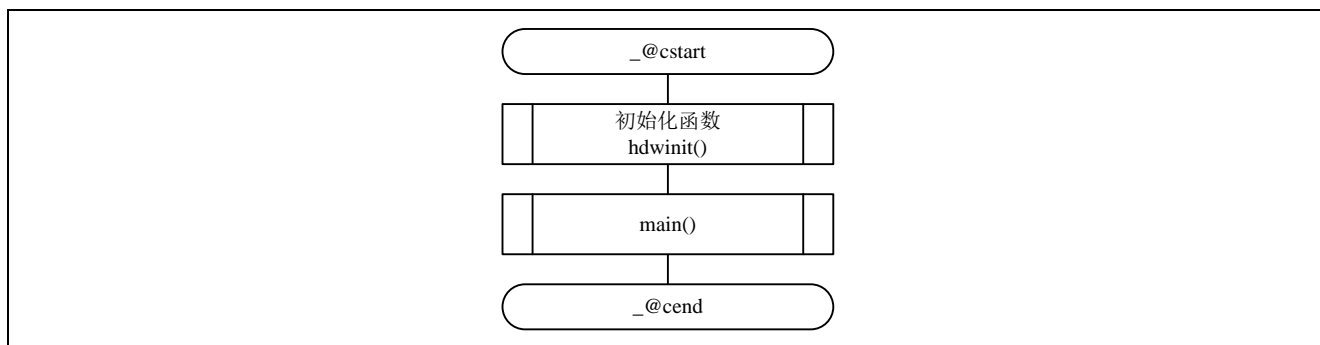 _@cstart
初始化函数
hdwinit()
main()
_@cend